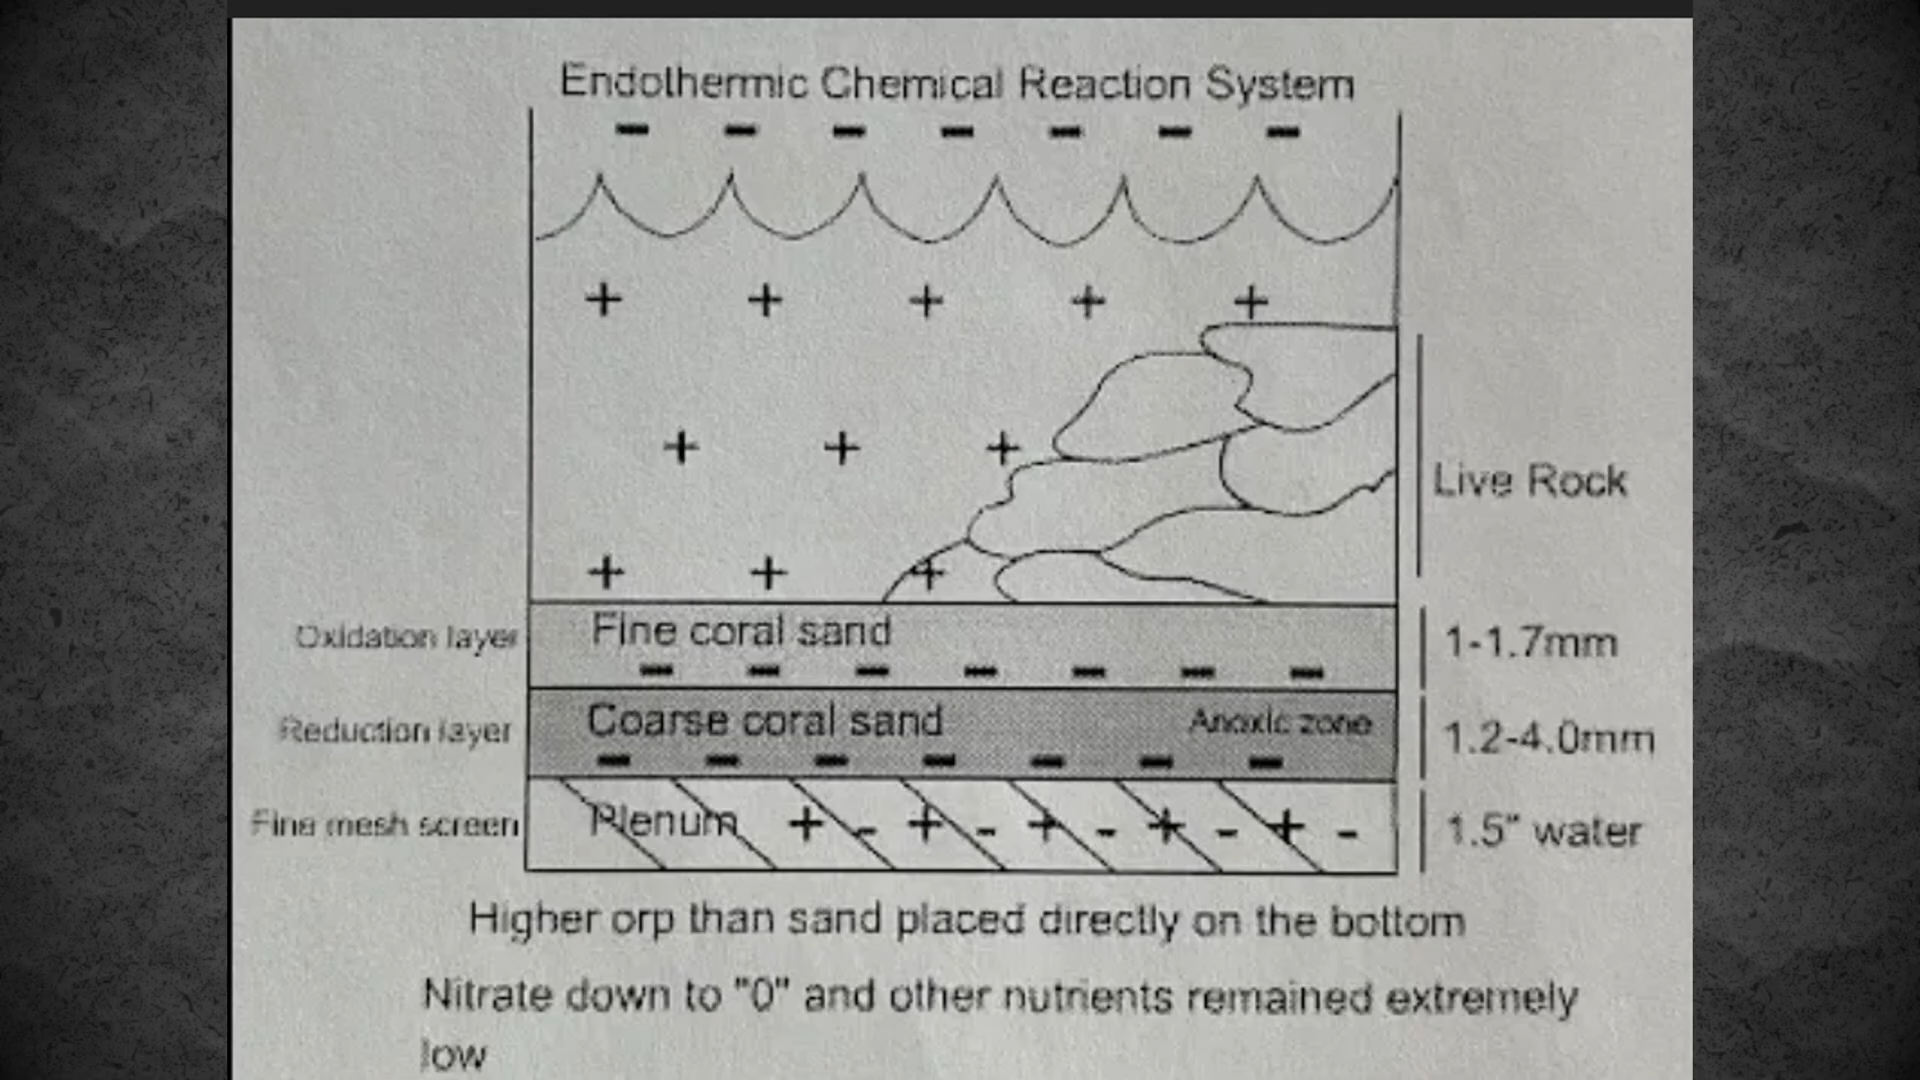 Endothermic Chemical Reaction System
- - - - - - -
+ + + + +
+ + +
Live Rock
+ + +
Oxidation layer
Fine coral sand
1-1.7mm
- - - - - - -
Reduction layer
Coarse coral sand
Anoxic zone
1.2-4.0mm
- - - - - - -
Fine mesh screen
Plenum + - + - + - + - + -
1.5" water
Higher orp than sand placed directly on the bottom
Nitrate down to "0" and other nutrients remained extremely
low